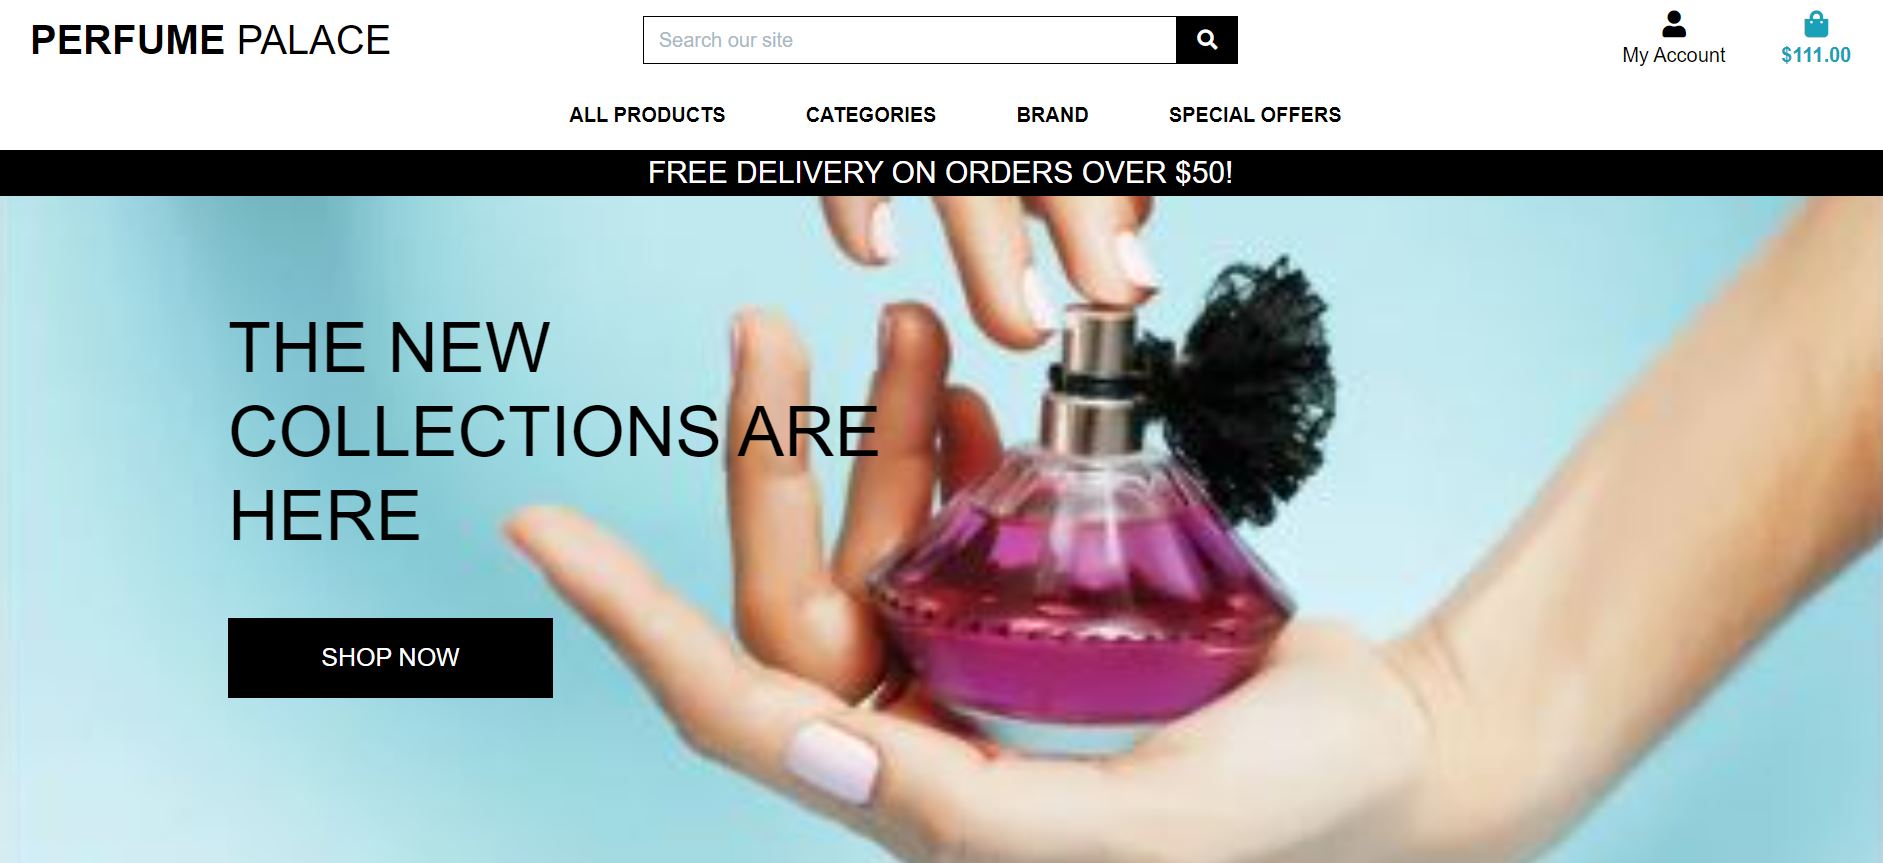 PERFUME PALACE
Search our site
My Account
$111.00
ALL PRODUCTS
CATEGORIES
BRAND
SPECIAL OFFERS
FREE DELIVERY ON ORDERS OVER $50!
THE NEW
COLLECTIONS ARE
HERE
SHOP NOW